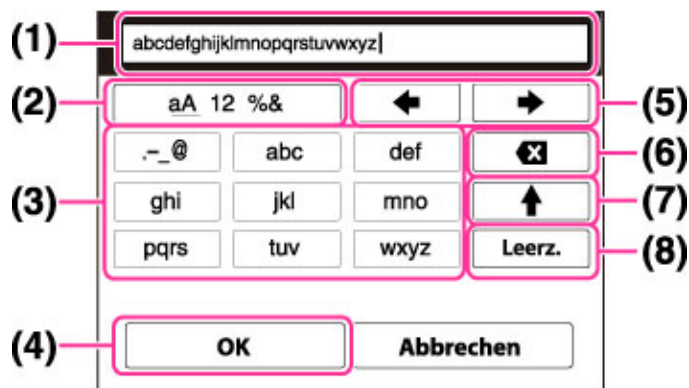 (1) abcdefghijklmnopqrstuvwxyz
(2) aA 12 %& (5)
.-_@ abc def (6)
(3) ghi jkl mno (7)
pqrs tuv wxyz Leerz. (8)
(4) OK Abbrechen